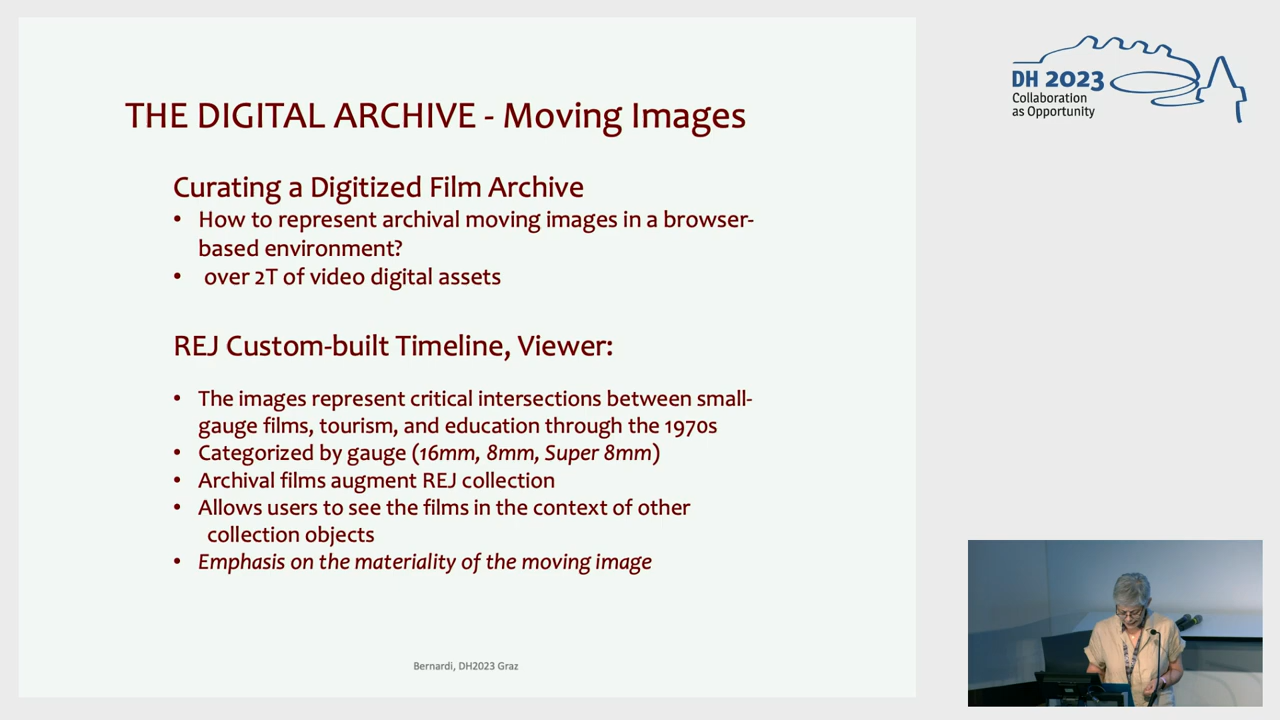 THE DIGITAL ARCHIVE - Moving Images
Curating a Digitized Film Archive
• How to represent archival moving images in a browser-
based environment?
• over 2T of video digital assets
REJ Custom-built Timeline, Viewer:
• The images represent critical intersections between small-
gauge films, tourism, and education through the 1970s
• Categorized by gauge (16mm, 8mm, Super 8mm)
• Archival films augment REJ collection
• Allows users to see the films in the context of other
collection objects
• Emphasis on the materiality of the moving image
Bernardi, DH2023 Graz
DH 2023
Collaboration
as Opportunity